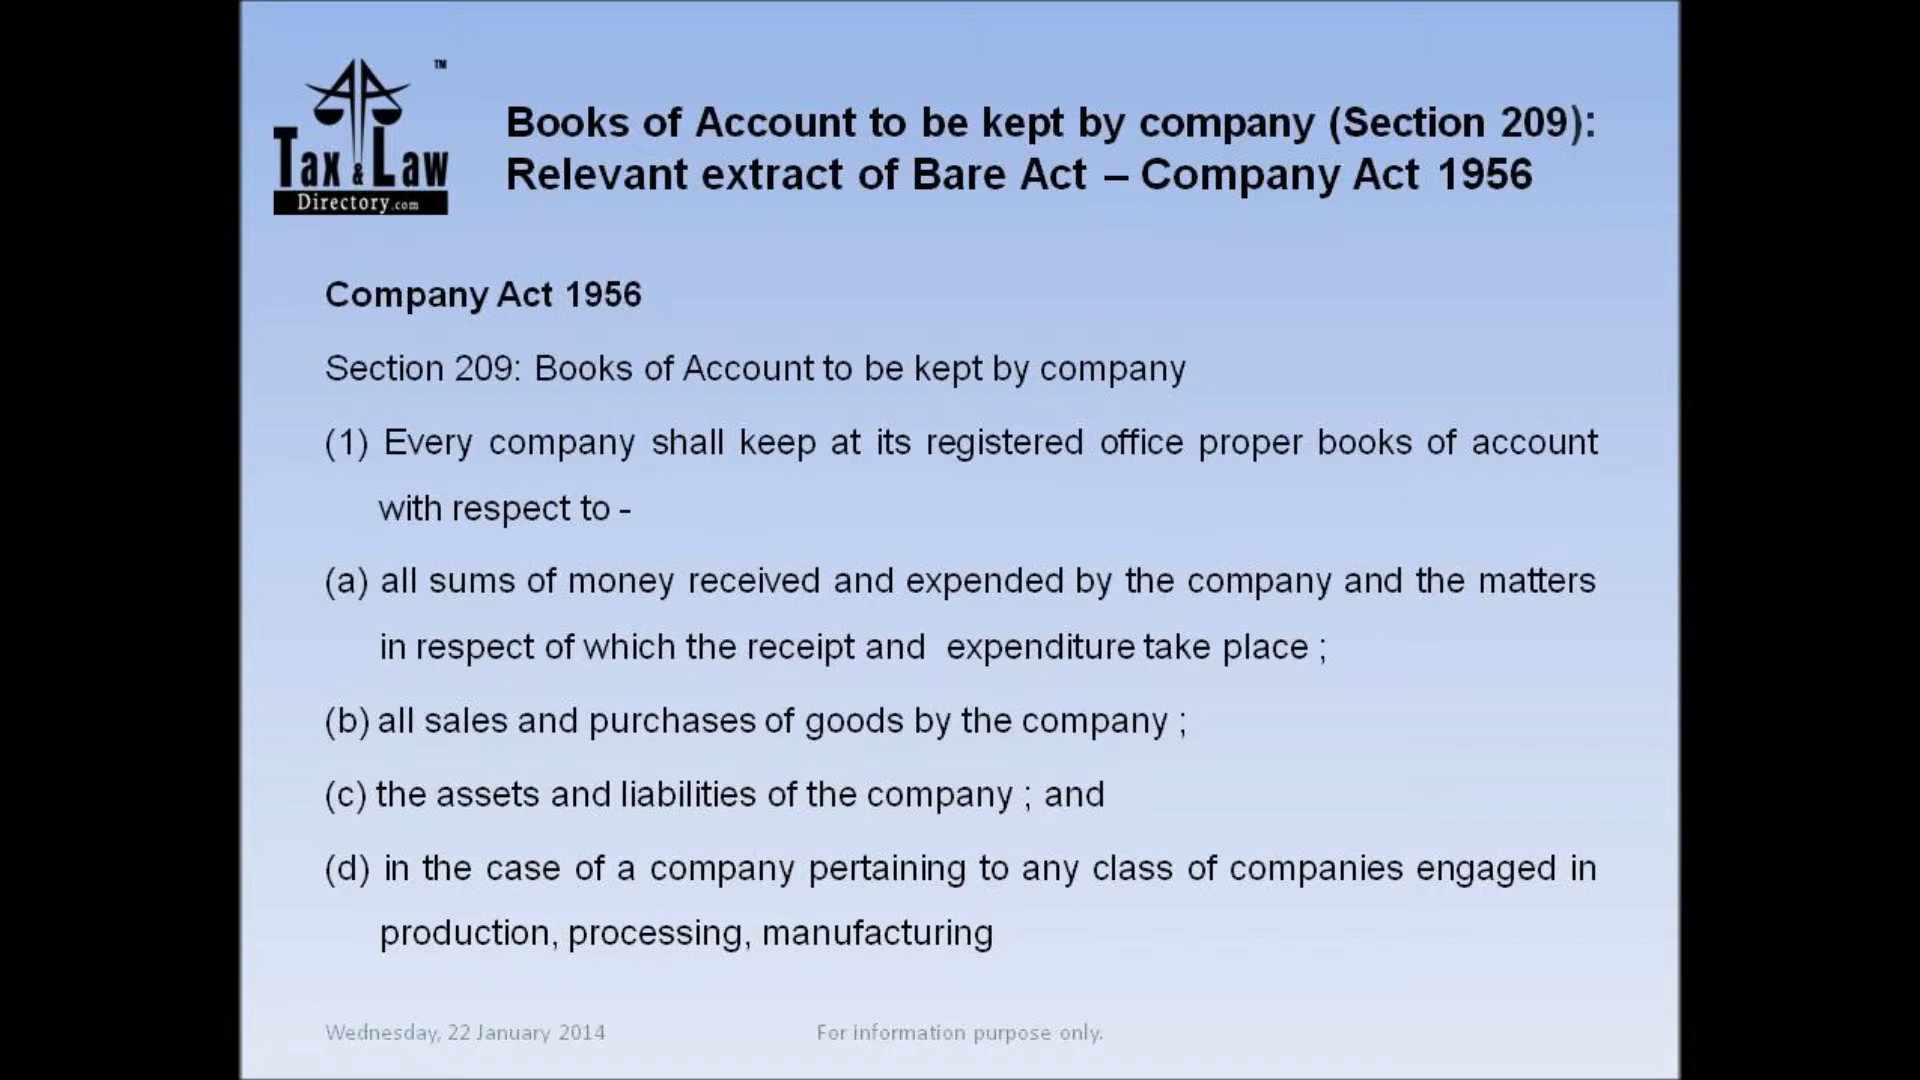 TM
Tax & Law
Directory.com
Books of Account to be kept by company (Section 209):
Relevant extract of Bare Act – Company Act 1956
Company Act 1956
Section 209: Books of Account to be kept by company
(1) Every company shall keep at its registered office proper books of account
with respect to -
(a) all sums of money received and expended by the company and the matters
in respect of which the receipt and expenditure take place ;
(b) all sales and purchases of goods by the company ;
(c) the assets and liabilities of the company ; and
(d) in the case of a company pertaining to any class of companies engaged in
production, processing, manufacturing
Wednesday, 22 January 2014
For information purpose only.